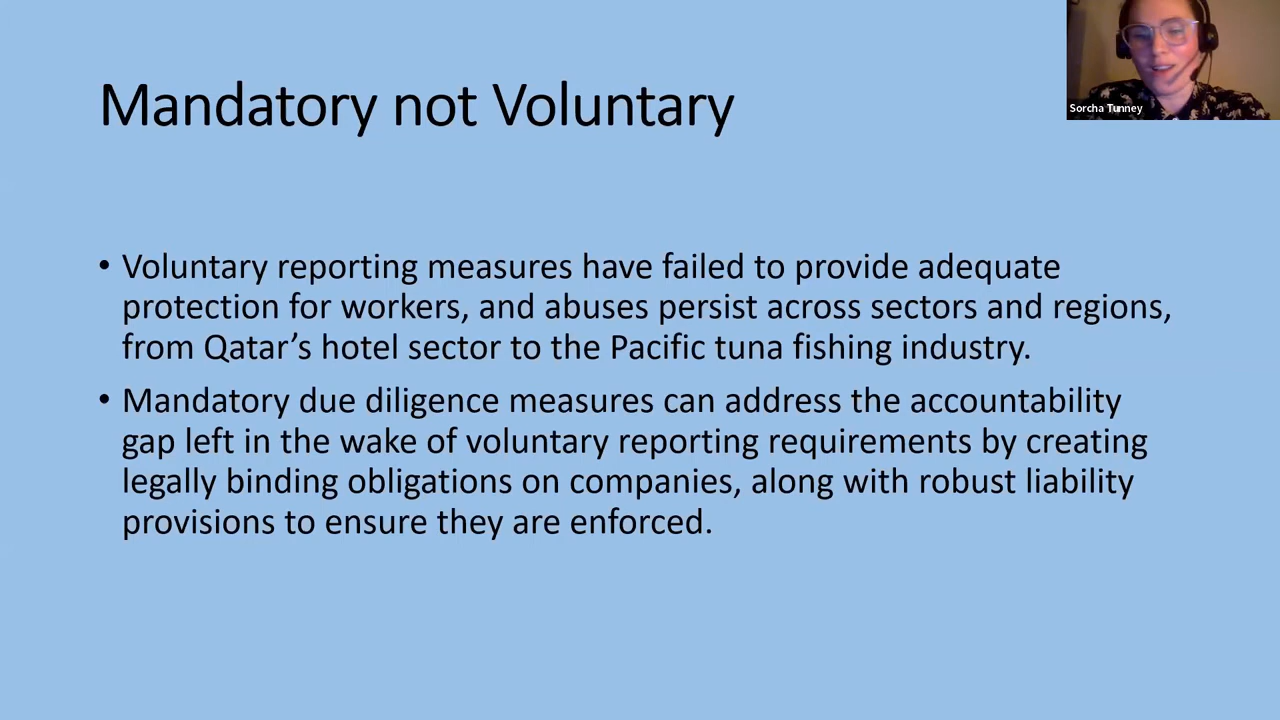 Mandatory not Voluntary
Sorcha Tunney
• Voluntary reporting measures have failed to provide adequate
protection for workers, and abuses persist across sectors and regions,
from Qatar’s hotel sector to the Pacific tuna fishing industry.
• Mandatory due diligence measures can address the accountability
gap left in the wake of voluntary reporting requirements by creating
legally binding obligations on companies, along with robust liability
provisions to ensure they are enforced.